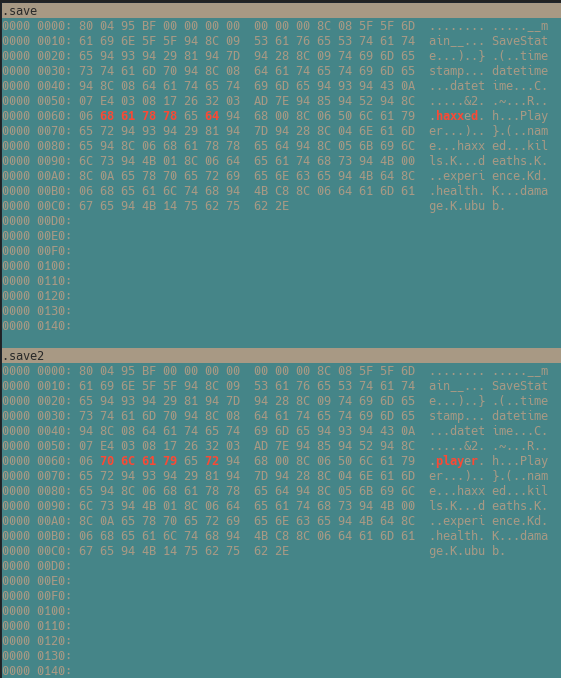 .save
0000 0000: 80 04 95 BF 00 00 00 00 00 00 00 8C 08 5F 5F 6D ........ .....__m
0000 0010: 61 69 6E 5F 5F 94 8C 09 53 61 76 65 53 74 61 74 ain__... SaveStat
0000 0020: 65 94 93 94 29 81 94 7D 94 28 8C 09 74 69 6D 65 e...)..} .(..time
0000 0030: 73 74 61 6D 70 94 8C 08 64 61 74 65 74 69 6D 65 stamp... datetime
0000 0040: 94 8C 08 64 61 74 65 74 69 6D 65 94 93 94 43 0A ...datet ime...C.
0000 0050: 07 E4 03 08 17 26 32 03 AD 7E 94 85 94 52 94 8C .....&2. .~...R..
0000 0060: 06 68 61 78 78 65 64 94 68 00 8C 06 50 6C 61 79 .haxxed. h...Play
0000 0070: 65 72 94 93 94 29 81 94 7D 94 28 8C 04 6E 61 6D er...).. }.(..nam
0000 0080: 65 94 8C 06 68 61 78 78 65 64 94 8C 05 6B 69 6C e...haxx ed...kil
0000 0090: 6C 73 94 4B 01 8C 06 64 65 61 74 68 73 94 4B 00 ls.K...d eaths.K.
0000 00A0: 8C 0A 65 78 70 65 72 69 65 6E 63 65 94 4B 64 8C ..experi ence.Kd.
0000 00B0: 06 68 65 61 6C 74 68 94 4B C8 8C 06 64 61 6D 61 .health. K...dama
0000 00C0: 67 65 94 4B 14 75 62 75 62 2E ge.K.ubu b.
0000 00D0:
0000 00E0:
0000 00F0:
0000 0100:
0000 0110:
0000 0120:
0000 0130:
0000 0140:
.save2
0000 0000: 80 04 95 BF 00 00 00 00 00 00 00 8C 08 5F 5F 6D ........ .....__m
0000 0010: 61 69 6E 5F 5F 94 8C 09 53 61 76 65 53 74 61 74 ain__... SaveStat
0000 0020: 65 94 93 94 29 81 94 7D 94 28 8C 09 74 69 6D 65 e...)..} .(..time
0000 0030: 73 74 61 6D 70 94 8C 08 64 61 74 65 74 69 6D 65 stamp... datetime
0000 0040: 94 8C 08 64 61 74 65 74 69 6D 65 94 93 94 43 0A ...datet ime...C.
0000 0050: 07 E4 03 08 17 26 32 03 AD 7E 94 85 94 52 94 8C .....&2. .~...R..
0000 0060: 06 70 6C 61 79 65 72 94 68 00 8C 06 50 6C 61 79 .player. h...Play
0000 0070: 65 72 94 93 94 29 81 94 7D 94 28 8C 04 6E 61 6D er...).. }.(..nam
0000 0080: 65 94 8C 06 68 61 78 78 65 64 94 8C 05 6B 69 6C e...haxx ed...kil
0000 0090: 6C 73 94 4B 01 8C 06 64 65 61 74 68 73 94 4B 00 ls.K...d eaths.K.
0000 00A0: 8C 0A 65 78 70 65 72 69 65 6E 63 65 94 4B 64 8C ..experi ence.Kd.
0000 00B0: 06 68 65 61 6C 74 68 94 4B C8 8C 06 64 61 6D 61 .health. K...dama
0000 00C0: 67 65 94 4B 14 75 62 75 62 2E ge.K.ubu b.
0000 00D0:
0000 00E0:
0000 00F0:
0000 0100:
0000 0110:
0000 0120:
0000 0130:
0000 0140: